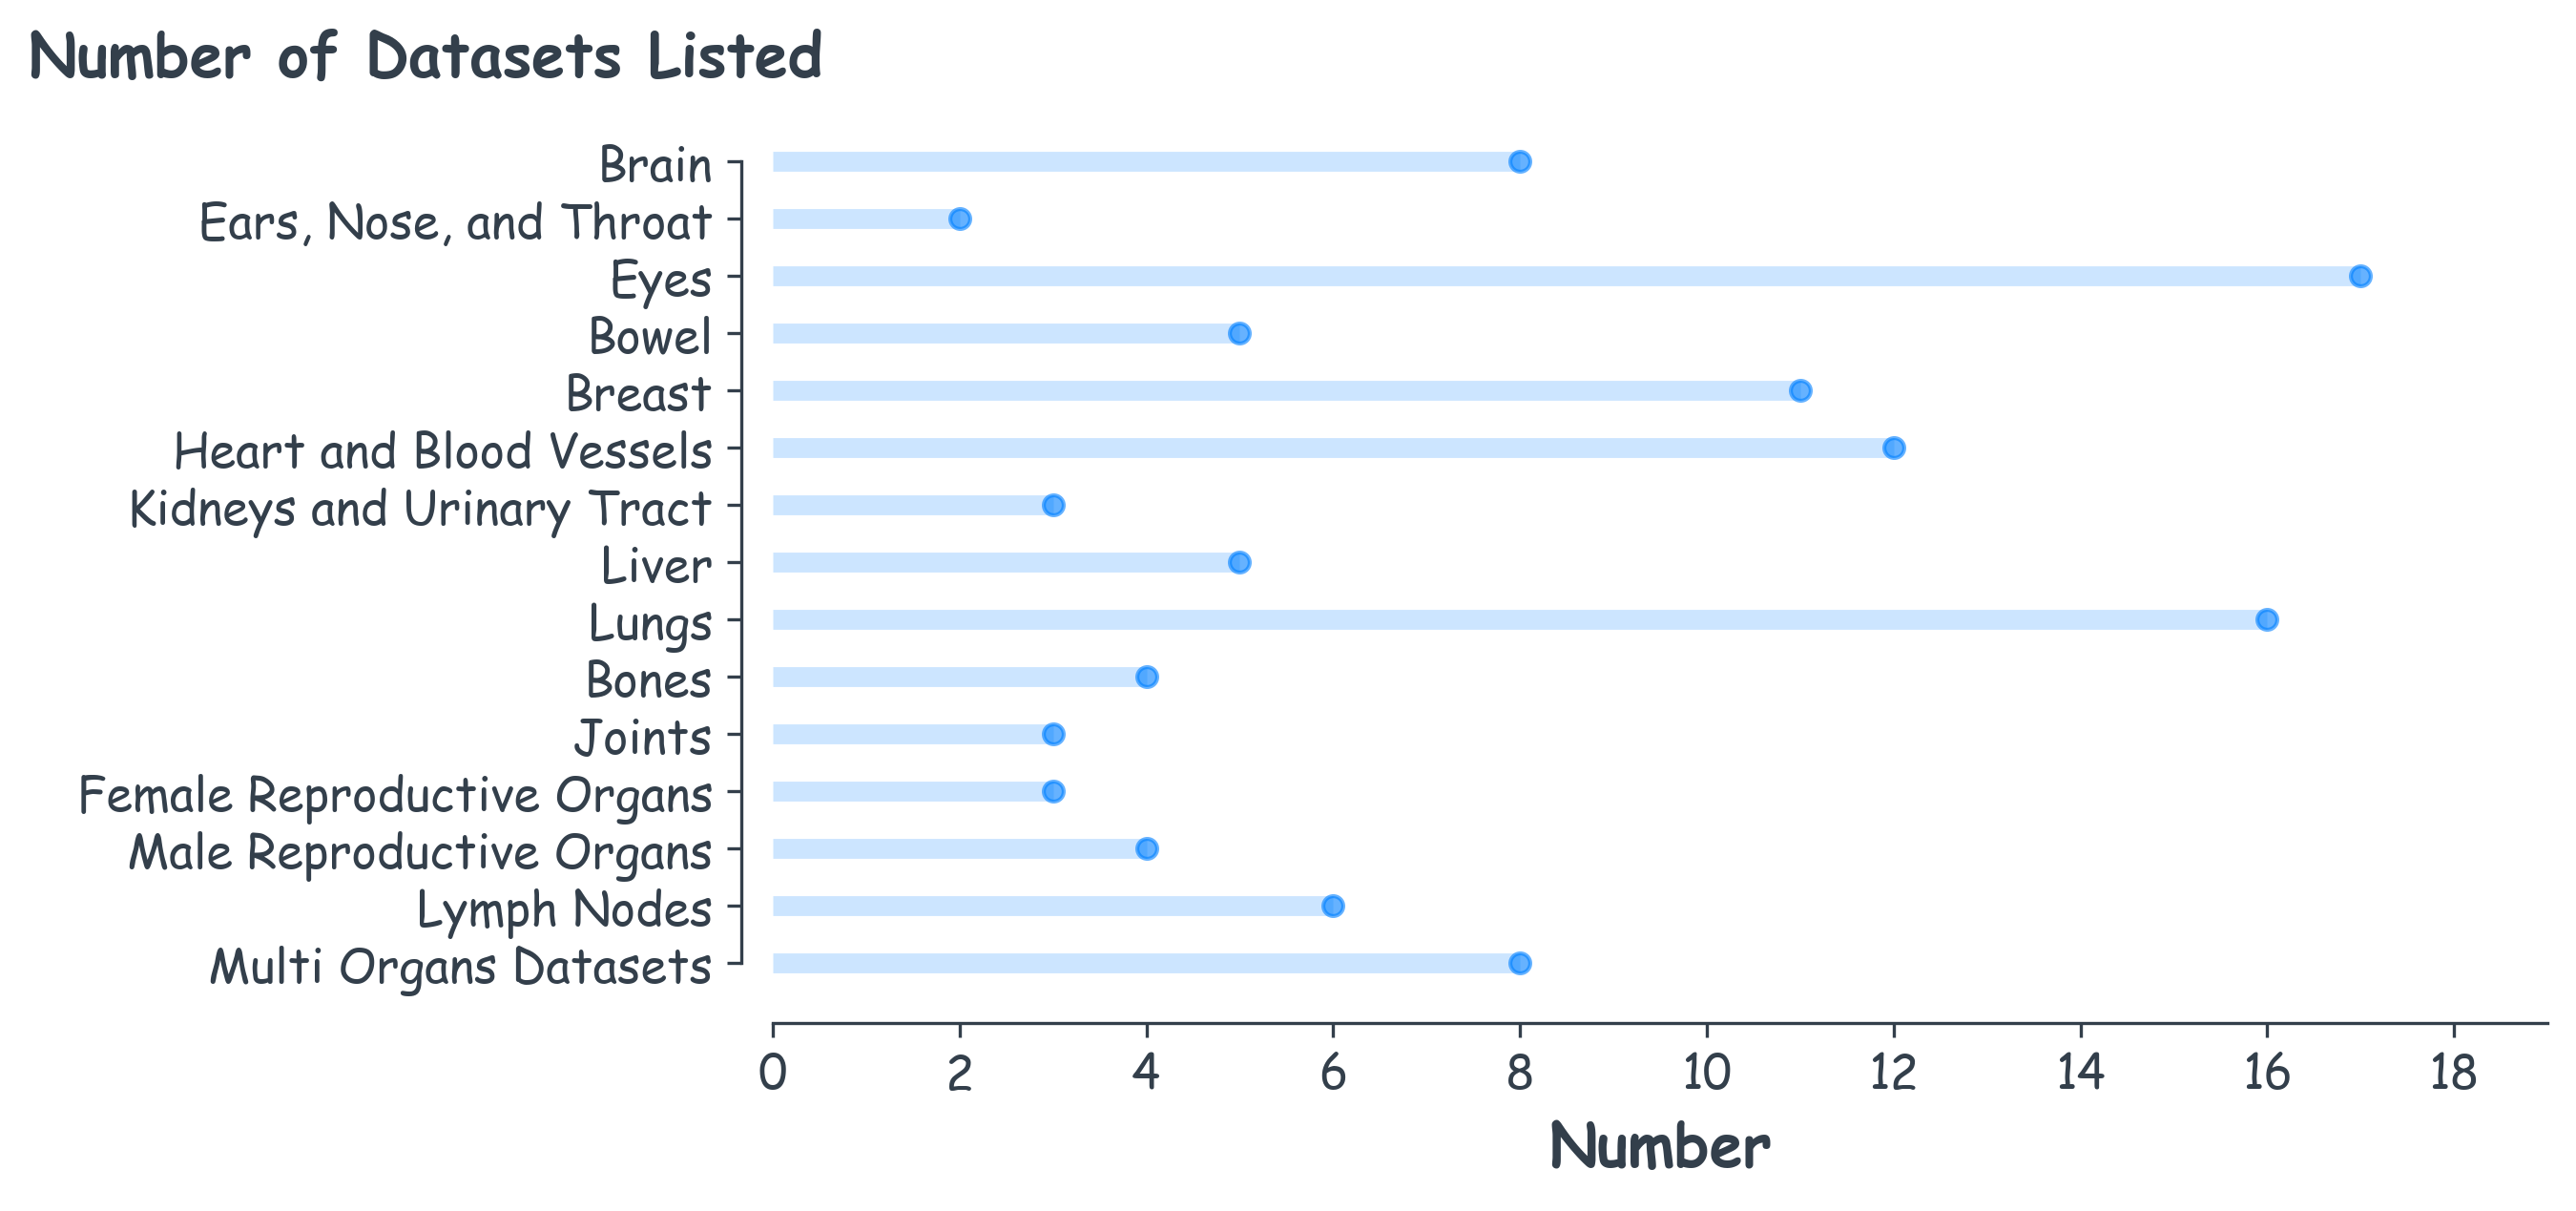 Number of Datasets Listed
Brain
Ears, Nose, and Throat
Eyes
Bowel
Breast
Heart and Blood Vessels
Kidneys and Urinary Tract
Liver
Lungs
Bones
Joints
Female Reproductive Organs
Male Reproductive Organs
Lymph Nodes
Multi Organs Datasets
0 2 4 6 8 10 12 14 16 18
Number